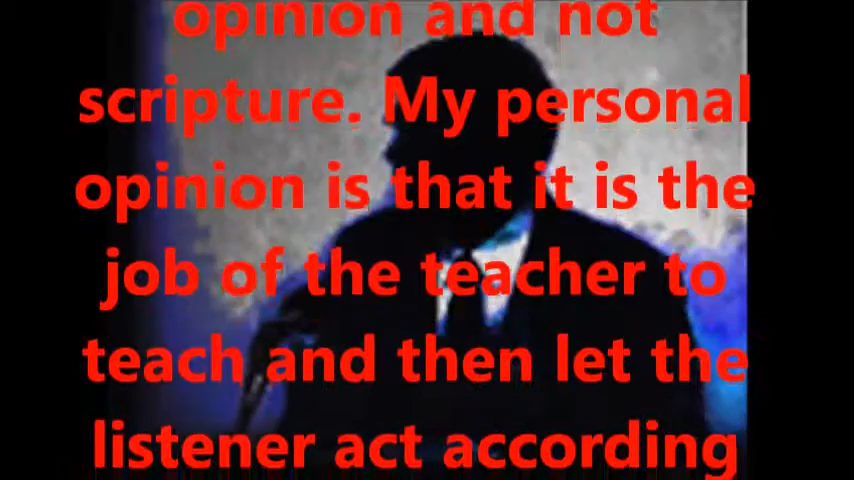 opinion and not
scripture. My personal
opinion is that it is the
job of the teacher to
teach and then let the
listener act according